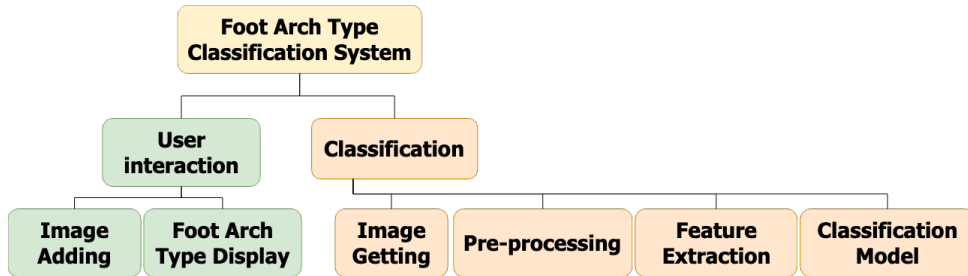 Foot Arch Type
Classification System
User
interaction
Classification
Image
Adding
Foot Arch
Type Display
Image
Getting
Pre-processing
Feature
Extraction
Classification
Model